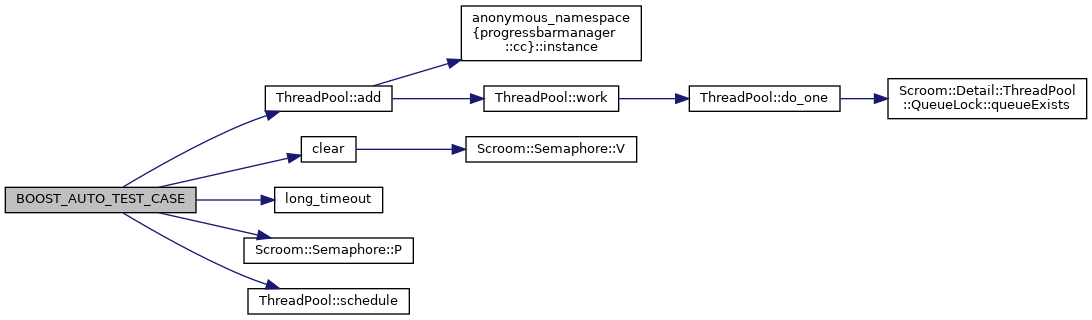 BOOST_AUTO_TEST_CASE
ThreadPool::add
anonymous_namespace
{progressbarmanager
::cc}::instance
ThreadPool::work
ThreadPool::do_one
Scroom::Detail::ThreadPool
::QueueLock::queueExists
clear
Scroom::Semaphore::V
long_timeout
Scroom::Semaphore::P
ThreadPool::schedule